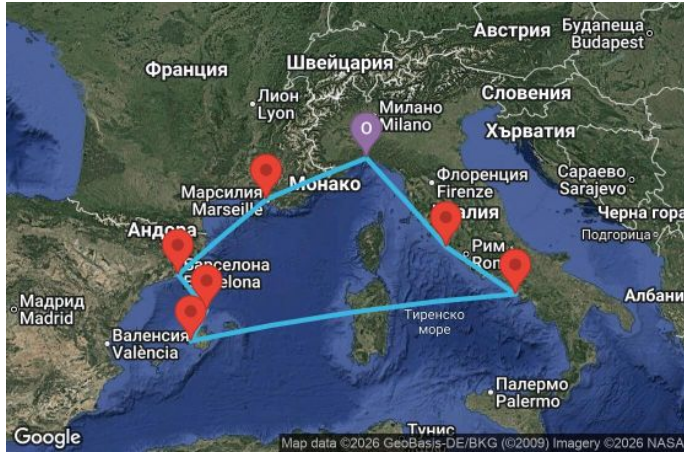 Австрия
Будапеща
Budapest
Швейцария
Франция
Лион
Lyon
Милано
Milano
Словения
Хърватия
O
Марсилия
Marseille
Монако
Флоренция
Firenze
Сараево
Sarajevo
Андора
алия
Черна гора
Подгорица
Барселона
Рим
Мадрид
Madrid
Албани
Валенсия
València
Тиренско
море
Палермо
Palermo
Тунис
Google
Map data ©2026 GeoBasis-DE/BKG (©2009) Imagery ©2026 NASA